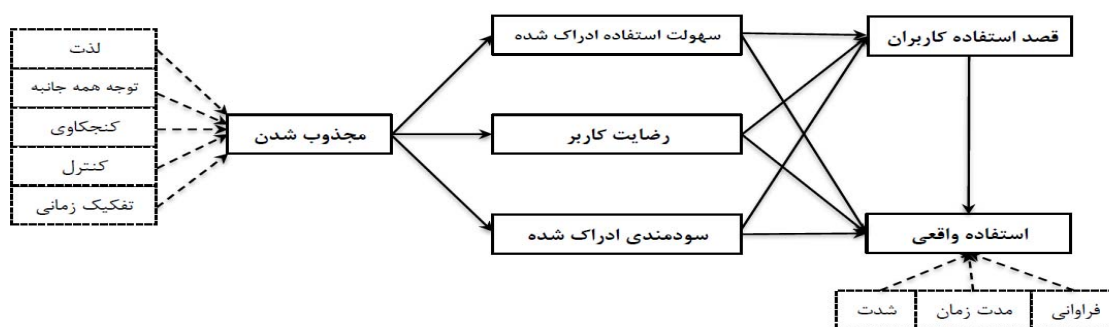 لذت
توجه همه جانبه
کنجکاوی
کنترل
تفکیک زمانی
مجذوب شدن
سهولت استفاده ادراک شده
رضایت کاربر
سودمندی ادراک شده
قصد استفاده کاربران
استفاده واقعی
شدت
مدت زمان
فراوانی